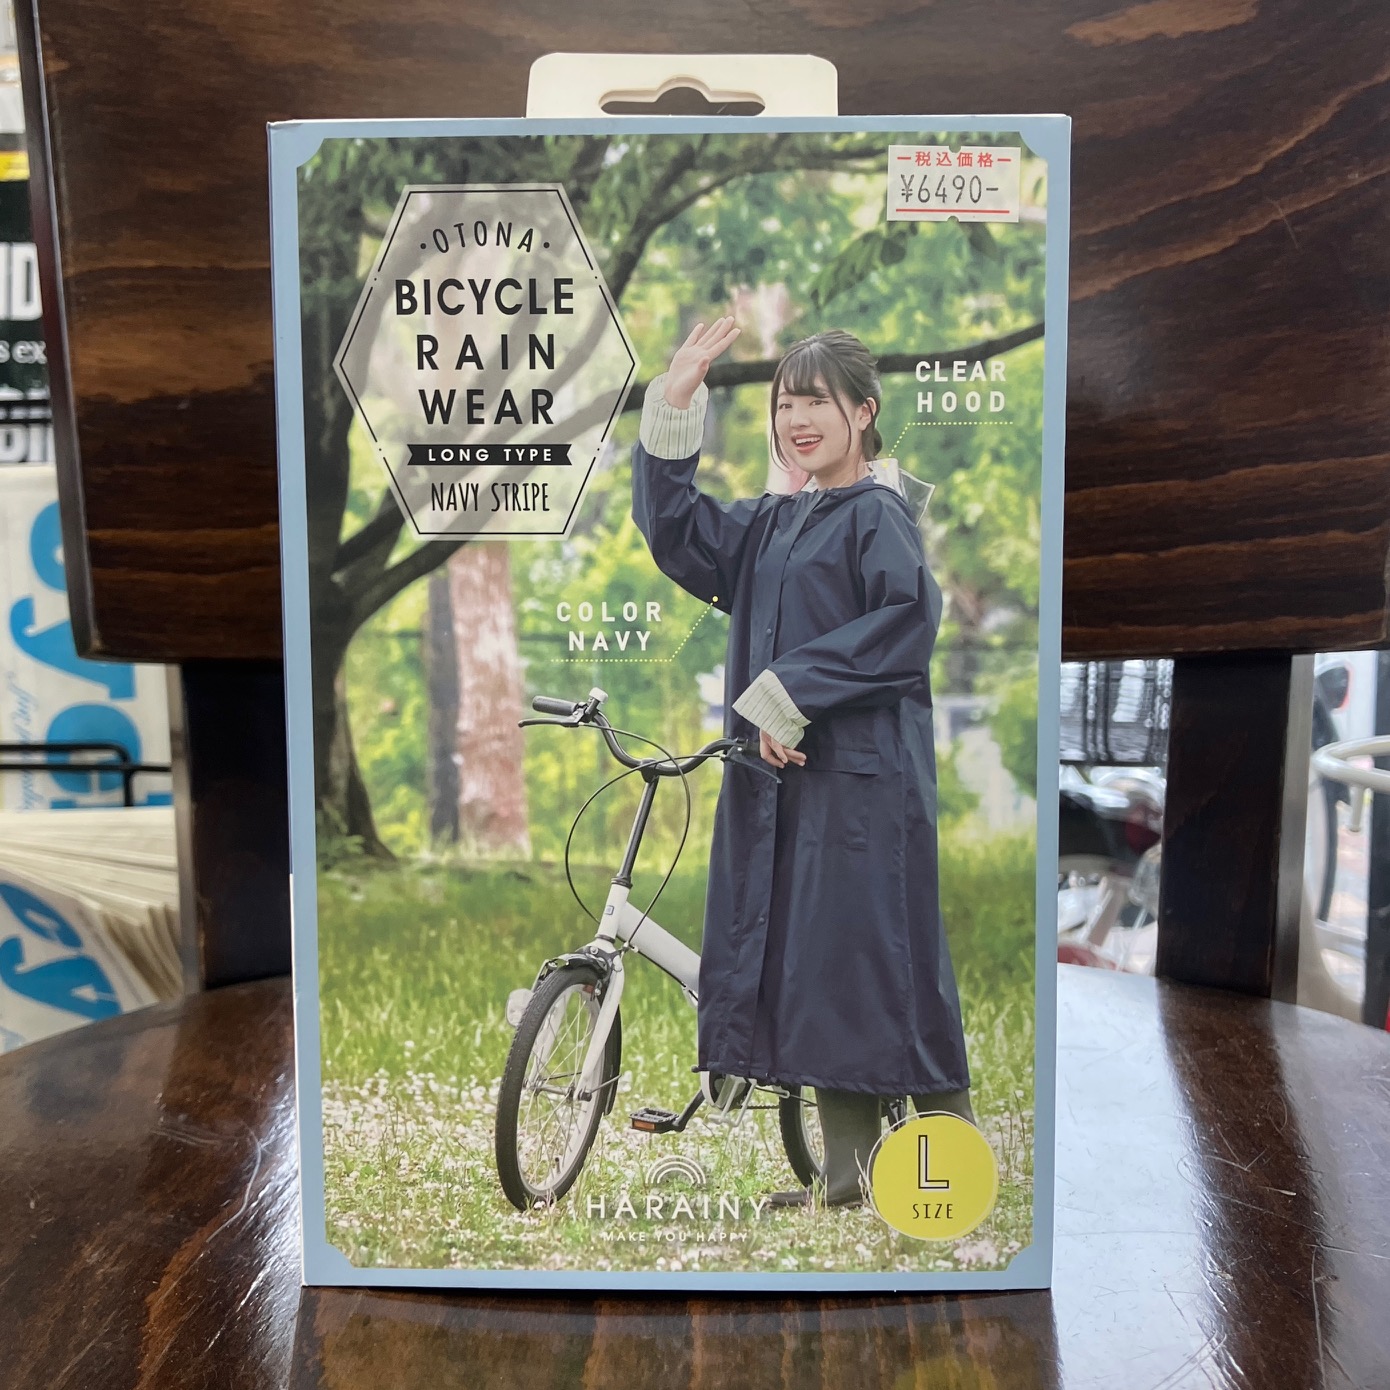 税込価格
¥6490-
・OTONA・
BICYCLE
RAIN
WEAR
LONG TYPE
NAVY STRIPE
CLEAR
HOOD
COLOR
NAVY
L
SIZE
HARAINY
MAKE YOU HAPPY